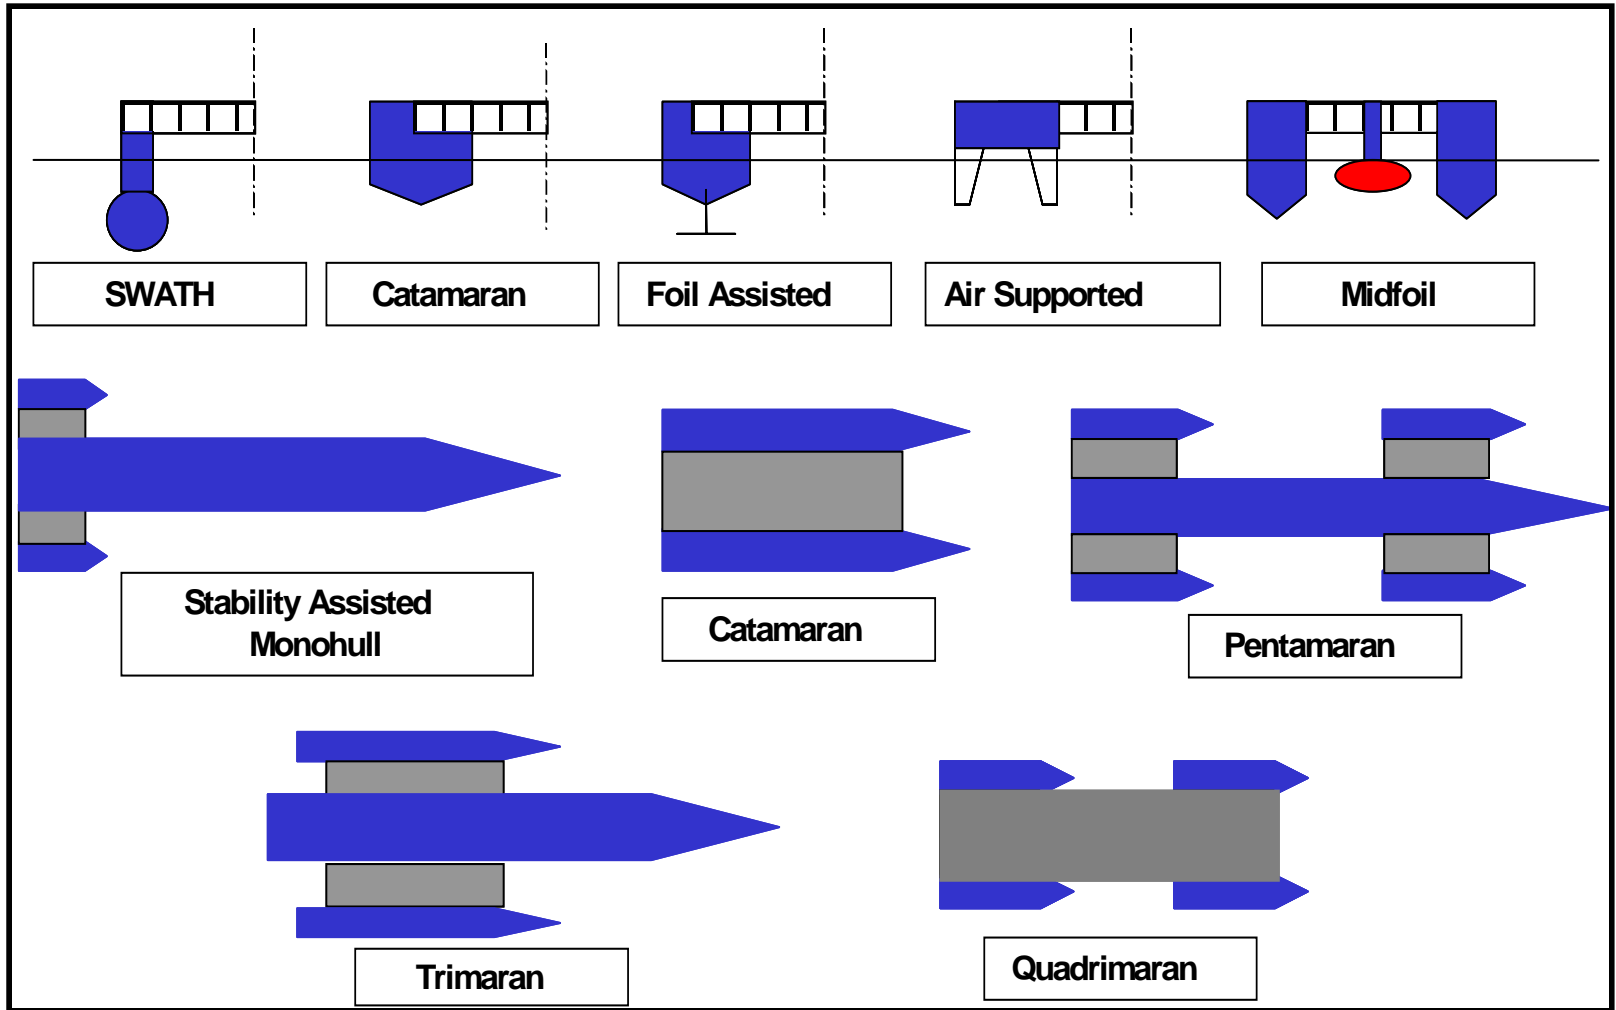 SWATH
Catamaran
Foil Assisted
Air Supported
Midfoil
Stability Assisted
Monohull
Catamaran
Pentamaran
Trimaran
Quadrimaran